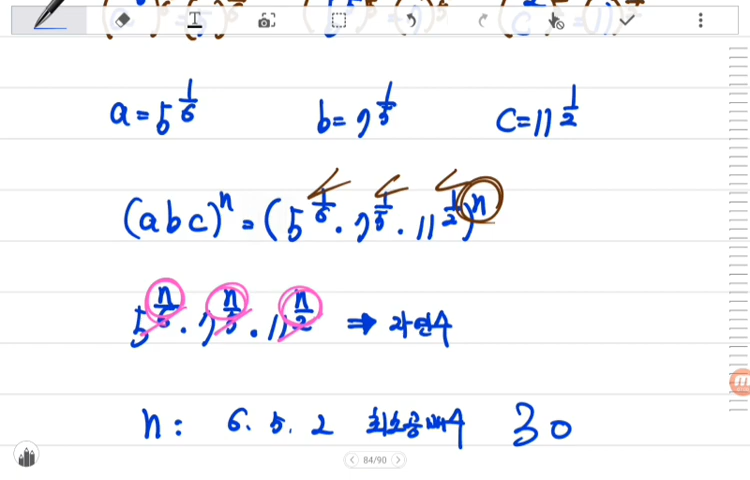 a = 5^{1/6} b = 7^{1/5} c = 11^{1/2}
(abc)^n = (5^{1/6} · 7^{1/5} · 11^{1/2})^n
5^{n/6} · 7^{n/5} · 11^{n/2} ⇒ 자연수
n : 6. 5. 2 최소공배수 30
84/90